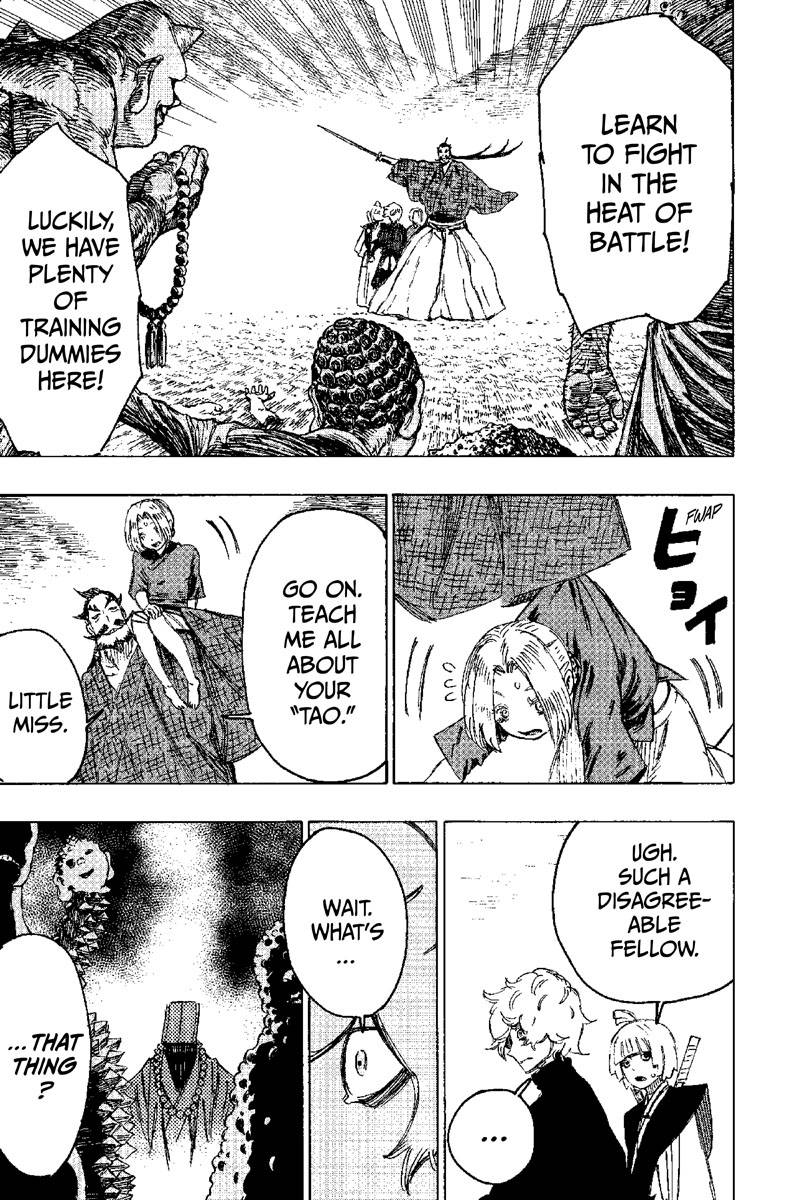 LEARN
TO FIGHT
IN THE
HEAT OF
BATTLE!
LUCKILY,
WE HAVE
PLENTY
OF
TRAINING
DUMMIES
HERE!
FWAP
ヒョイ
GO ON.
TEACH
ME ALL
ABOUT
YOUR
"TAO."
LITTLE
MISS.
UGH.
SUCH A
DISAGREE-
ABLE
FELLOW.
...
WAIT.
WHAT'S
...
...THAT
THING
?